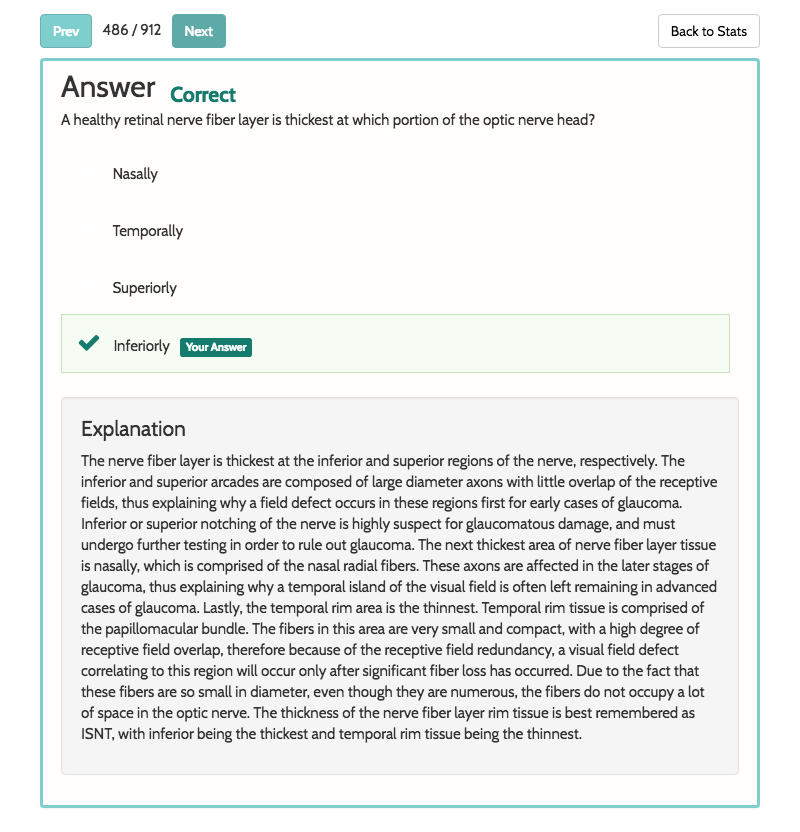 Prev 486 / 912 Next Back to Stats
Answer Correct
A healthy retinal nerve fiber layer is thickest at which portion of the optic nerve head?
Nasally
Temporally
Superiorly
Inferiorly Your Answer
Explanation
The nerve fiber layer is thickest at the inferior and superior regions of the nerve, respectively. The
inferior and superior arcades are composed of large diameter axons with little overlap of the receptive
fields, thus explaining why a field defect occurs in these regions first for early cases of glaucoma.
Inferior or superior notching of the nerve is highly suspect for glaucomatous damage, and must
undergo further testing in order to rule out glaucoma. The next thickest area of nerve fiber layer tissue
is nasally, which is comprised of the nasal radial fibers. These axons are affected in the later stages of
glaucoma, thus explaining why a temporal island of the visual field is often left remaining in advanced
cases of glaucoma. Lastly, the temporal rim area is the thinnest. Temporal rim tissue is comprised of
the papillomacular bundle. The fibers in this area are very small and compact, with a high degree of
receptive field overlap, therefore because of the receptive field redundancy, a visual field defect
correlating to this region will occur only after significant fiber loss has occurred. Due to the fact that
these fibers are so small in diameter, even though they are numerous, the fibers do not occupy a lot
of space in the optic nerve. The thickness of the nerve fiber layer rim tissue is best remembered as
ISNT, with inferior being the thickest and temporal rim tissue being the thinnest.